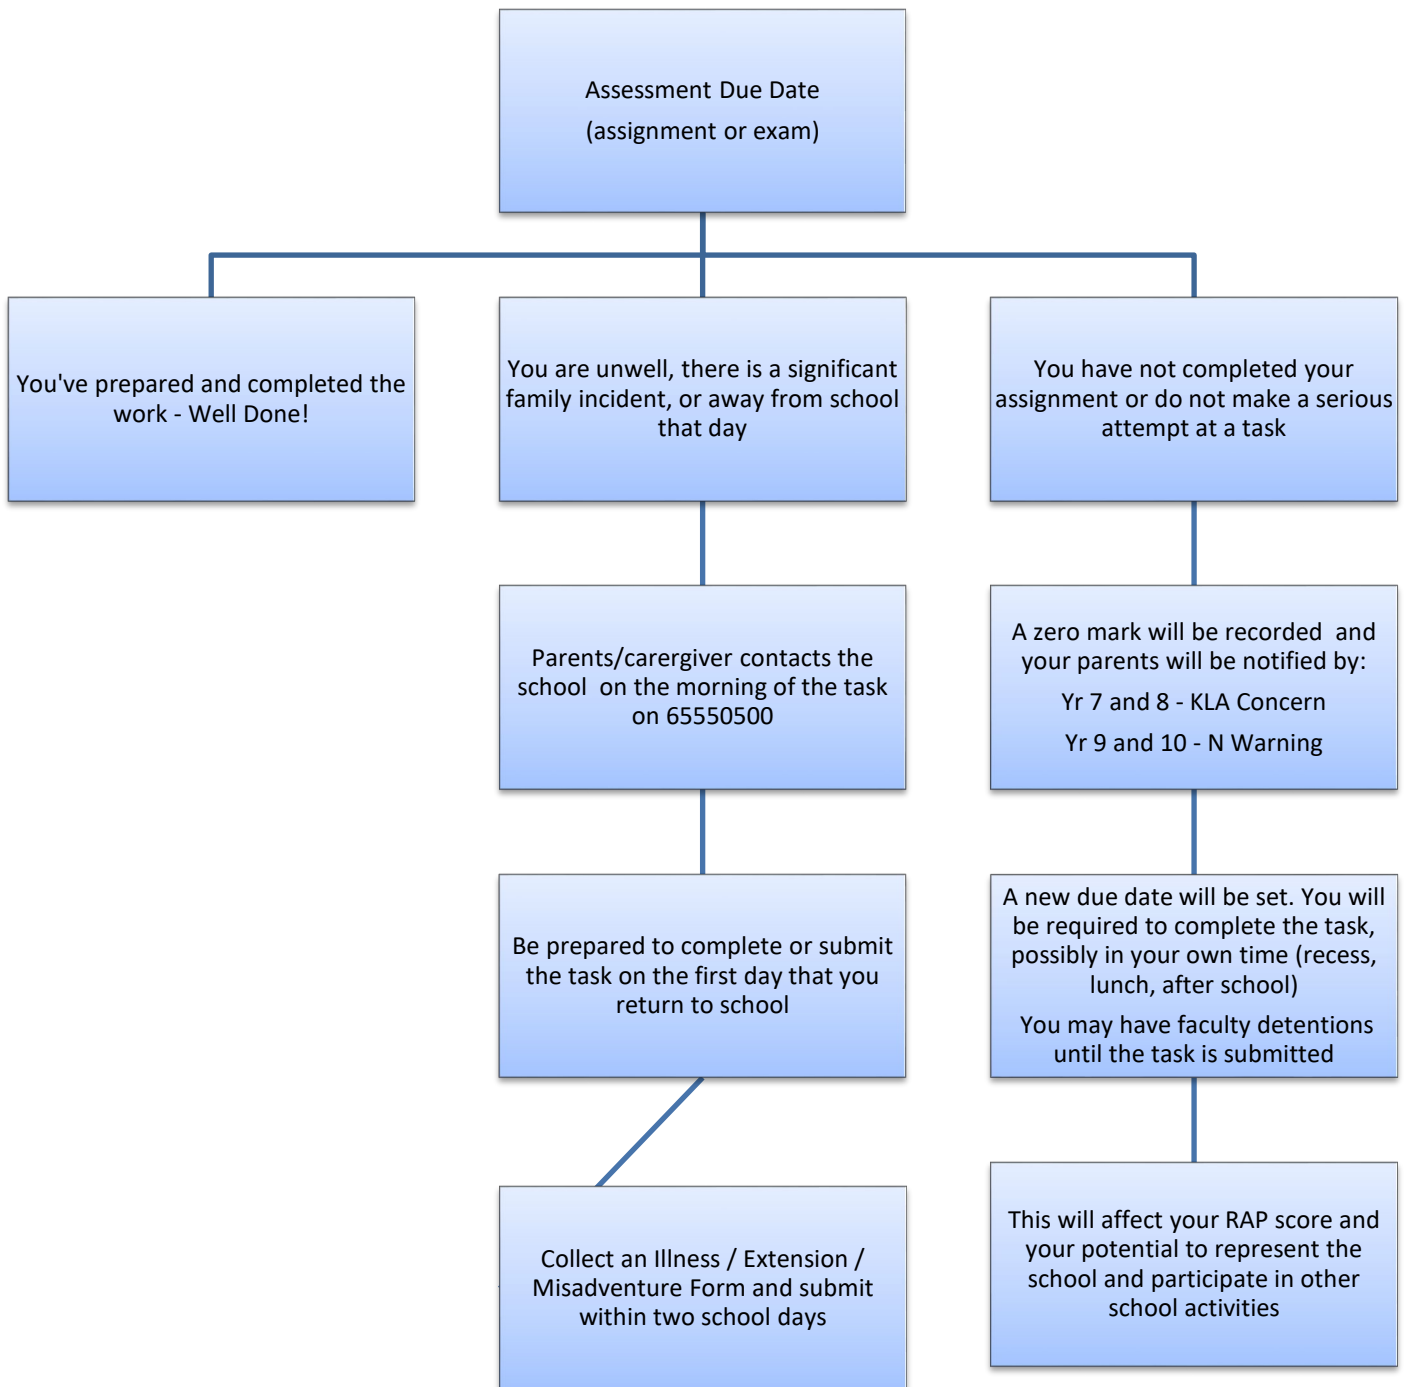 Assessment Due Date
(assignment or exam)
You've prepared and completed the
work - Well Done!
You are unwell, there is a significant
family incident, or away from school
that day
You have not completed your
assignment or do not make a serious
attempt at a task
Parents/carergiver contacts the
school  on the morning of the task
on 65550500
A zero mark will be recorded  and
your parents will be notified by:
Yr 7 and 8 - KLA Concern
Yr 9 and 10 - N Warning
Be prepared to complete or submit
the task on the first day that you
return to school
A new due date will be set. You will
be required to complete the task,
possibly in your own time (recess,
lunch, after school)
You may have faculty detentions
until the task is submitted
Collect an Illness / Extension /
Misadventure Form and submit
within two school days
This will affect your RAP score and
your potential to represent the
school and participate in other
school activities